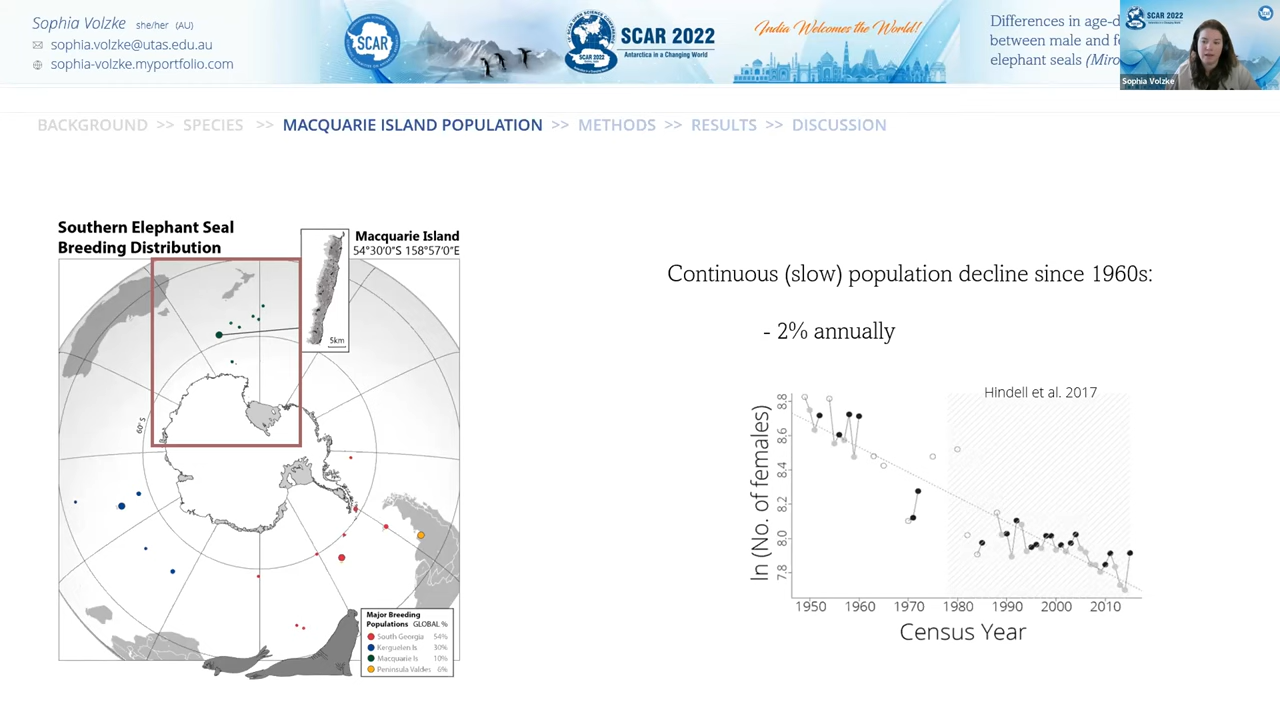 Sophia Volzke she/her (AU)
sophia.volzke@utas.edu.au
sophia-volzke.myportfolio.com
SCAR
SCAR 2022
SCAR 2022
Antarctica in a Changing World
India Welcomes the World!
Differences in age-d
between male and fe
elephant seals (Miro
SCAR 2022
Sophia Volzke
BACKGROUND >> SPECIES >> MACQUARIE ISLAND POPULATION >> METHODS >> RESULTS >> DISCUSSION
Southern Elephant Seal
Breeding Distribution
Macquarie Island
54°30'0"S 158°57'0"E
5km
60° S
Major Breeding
Populations GLOBAL %
South Georgia 54%
Kerguelen Is 30%
Macquarie Is 10%
Peninsula Valdes 6%
Continuous (slow) population decline since 1960s:
- 2% annually
Hindell et al. 2017
ln (No. of females)
8.8
8.6
8.4
8.2
8.0
7.8
1950 1960 1970 1980 1990 2000 2010
Census Year